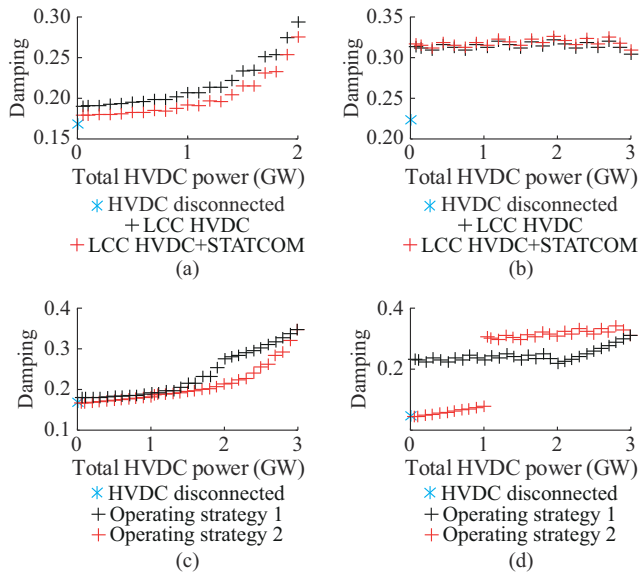 Damping
0.35
0.30
0.25
0.20
0.15
0 1 2
Total HVDC power (GW)
HVDC disconnected
LCC HVDC
LCC HVDC+STATCOM
(a)
Damping
0.35
0.30
0.25
0.20
0 1 2 3
Total HVDC power (GW)
HVDC disconnected
LCC HVDC
LCC HVDC+STATCOM
(b)
Damping
0.4
0.3
0.2
0.1
0 1 2 3
Total HVDC power (GW)
HVDC disconnected
Operating strategy 1
Operating strategy 2
(c)
Damping
0.4
0.2
0 1 2 3
Total HVDC power (GW)
HVDC disconnected
Operating strategy 1
Operating strategy 2
(d)